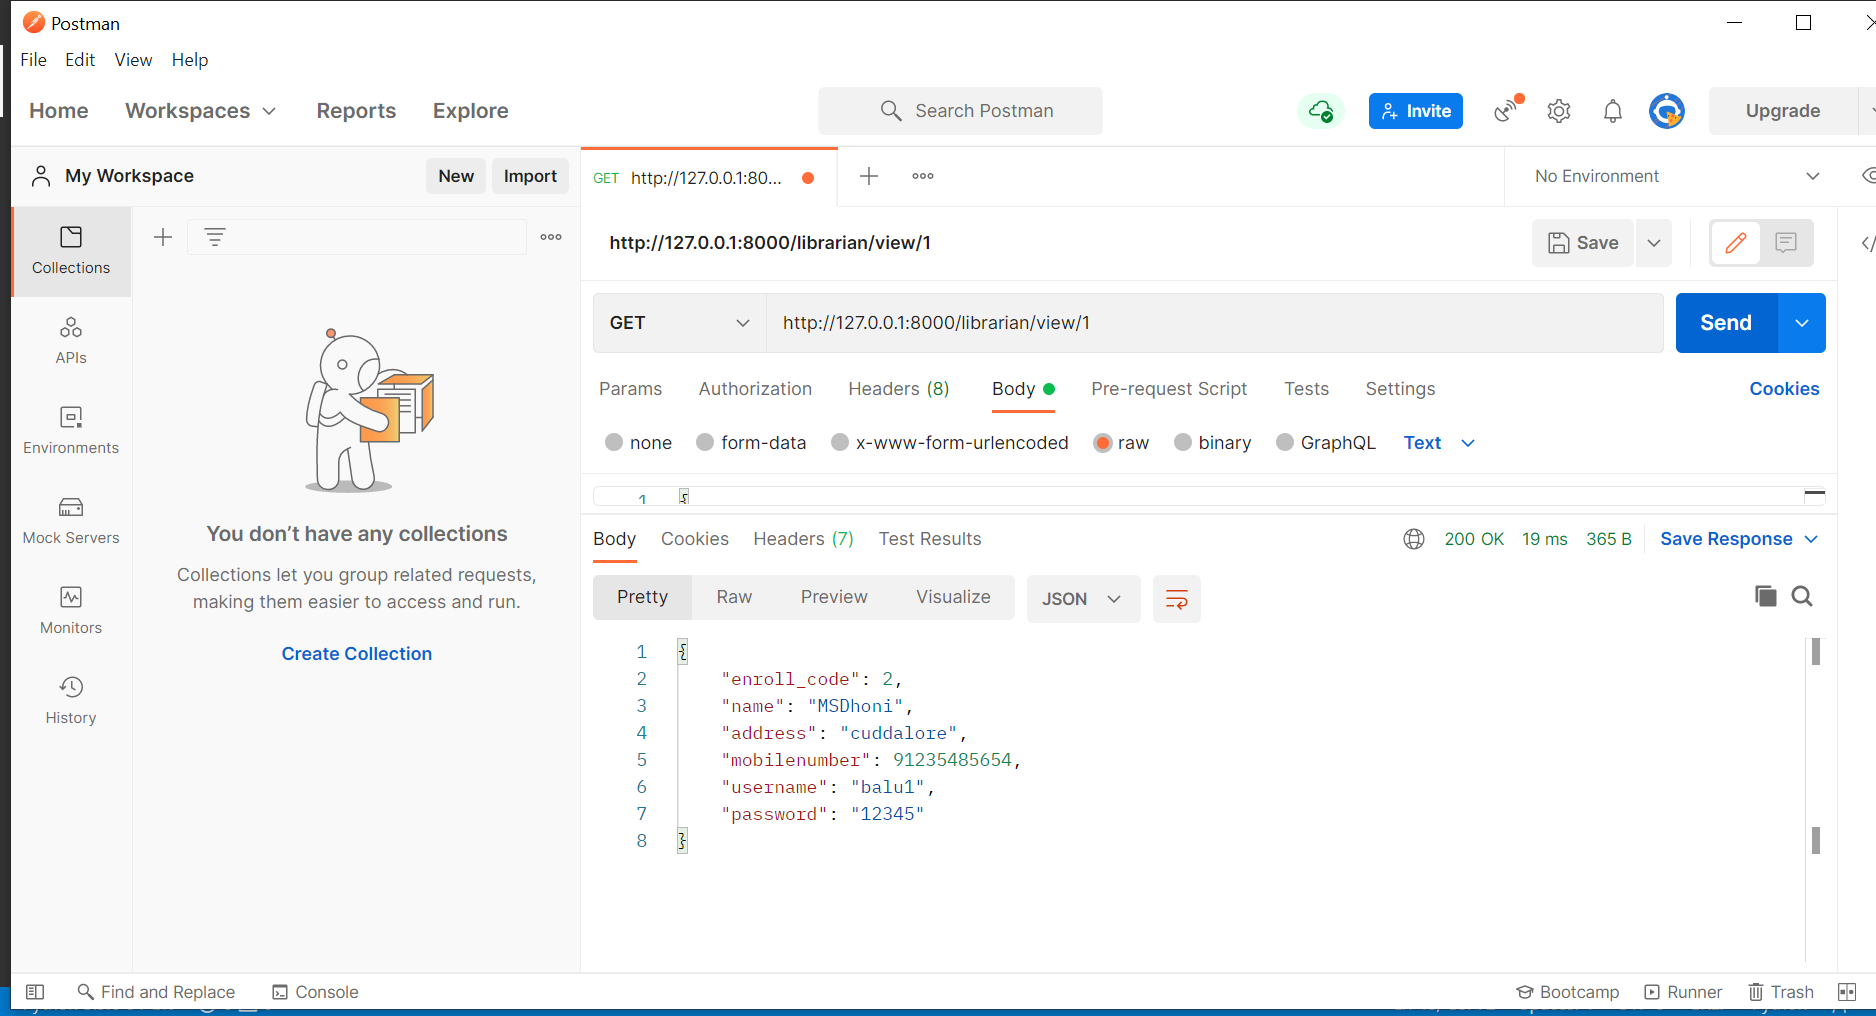 Postman
File Edit View Help
Home Workspaces Reports Explore
Search Postman
Invite
Upgrade
My Workspace
New Import
GET http://127.0.0.1:80...
No Environment
Collections
APIs
Environments
Mock Servers
Monitors
History
You don’t have any collections
Collections let you group related requests,
making them easier to access and run.
Create Collection
http://127.0.0.1:8000/librarian/view/1
Save
GET http://127.0.0.1:8000/librarian/view/1
Send
Params Authorization Headers (8) Body Pre-request Script Tests Settings Cookies
none form-data x-www-form-urlencoded raw binary GraphQL Text
1 {
Body Cookies Headers (7) Test Results 200 OK 19 ms 365 B Save Response
Pretty Raw Preview Visualize JSON
1 {
2 "enroll_code": 2,
3 "name": "MSDhoni",
4 "address": "cuddalore",
5 "mobilenumber": 91235485654,
6 "username": "balu1",
7 "password": "12345"
8 }
Find and Replace Console
Bootcamp Runner Trash